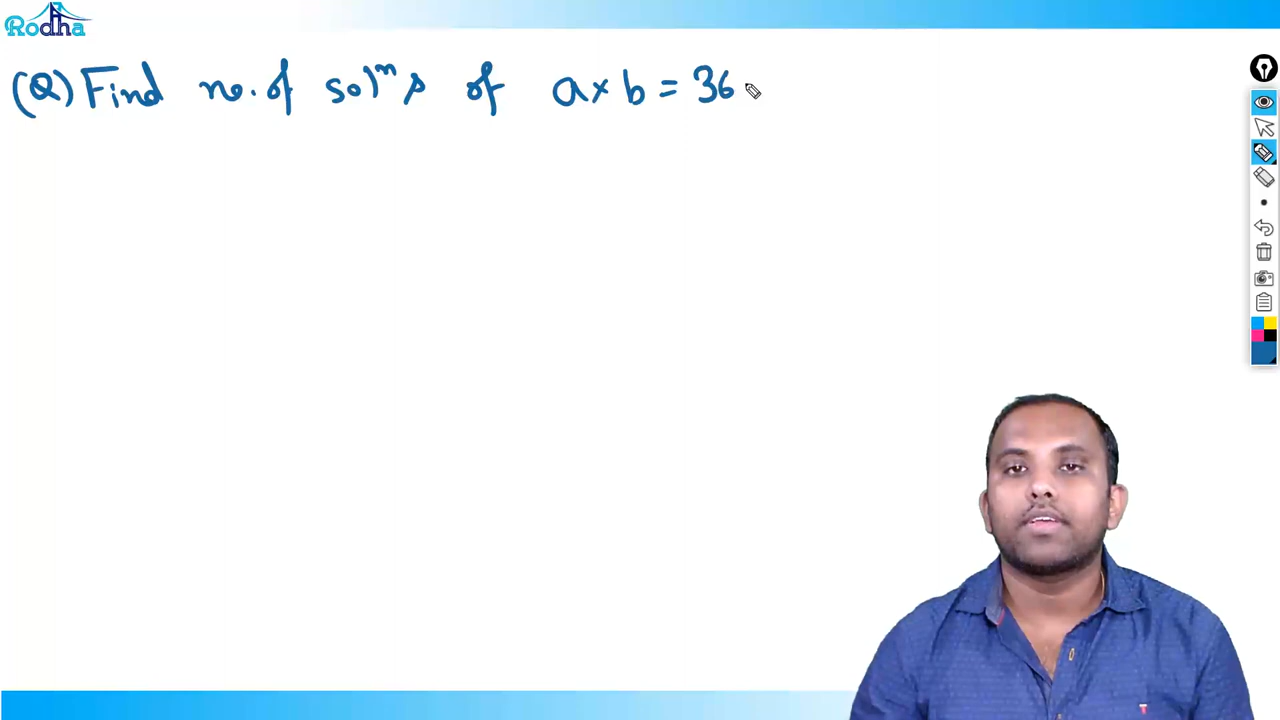 Rodha
(Q) Find no. of solⁿs of a × b = 36